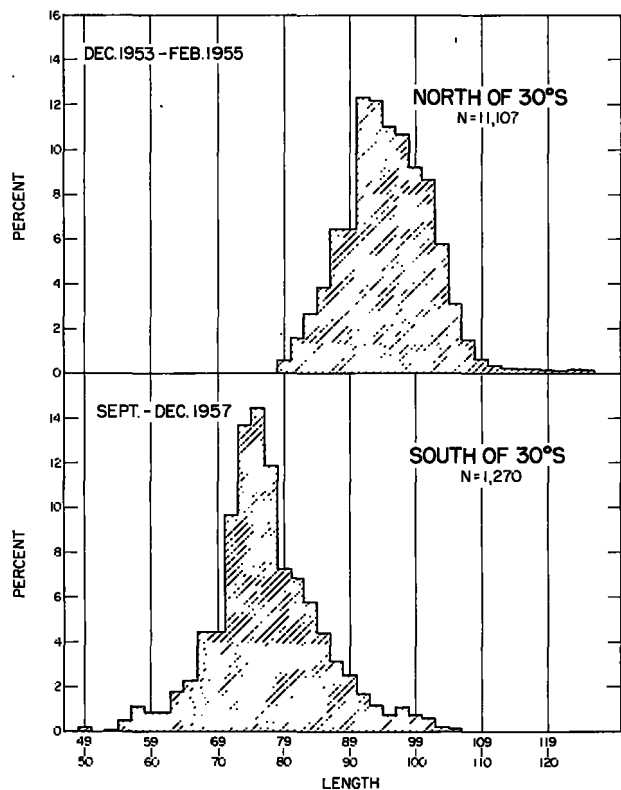 16
14
12
10
8
6
4
2
0
PERCENT
DEC. 1953 - FEB. 1955
NORTH OF 30°S
N=11,107
14
12
10
8
6
4
2
0
PERCENT
SEPT. - DEC. 1957
SOUTH OF 30°S
N=1,270
49 59 69 79 89 99 109 119
50 60 70 80 90 100 110 120
LENGTH